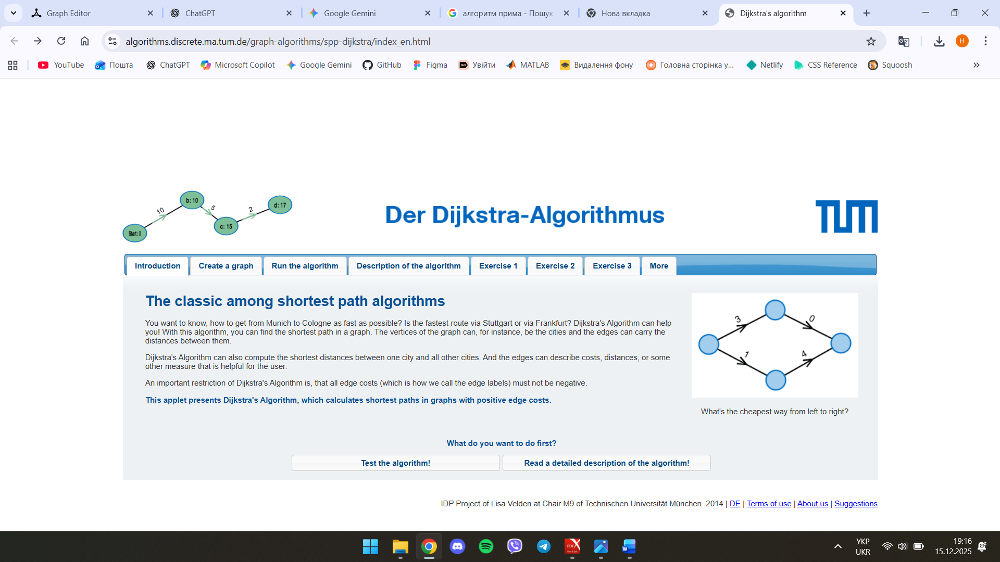 Graph Editor
ChatGPT
Google Gemini
алгоритм прима - Пошук
Нова вкладка
Dijkstra's algorithm
algorithms.discrete.ma.tum.de/graph-algorithms/spp-dijkstra/index_en.html
H
YouTube
Пошта
ChatGPT
Microsoft Copilot
Google Gemini
GitHub
Figma
Увійти
MATLAB
Видалення фону
Головна сторінка у...
Netlify
CSS Reference
Squoosh
b: 10
10
5
2
d: 17
c: 15
Start: 0
Der Dijkstra-Algorithmus
TUM
Introduction
Create a graph
Run the algorithm
Description of the algorithm
Exercise 1
Exercise 2
Exercise 3
More
The classic among shortest path algorithms
You want to know, how to get from Munich to Cologne as fast as possible? Is the fastest route via Stuttgart or via Frankfurt? Dijkstra's Algorithm can help
you! With this algorithm, you can find the shortest path in a graph. The vertices of the graph can, for instance, be the cities and the edges can carry the
distances between them.
Dijkstra's Algorithm can also compute the shortest distances between one city and all other cities. And the edges can describe costs, distances, or some
other measure that is helpful for the user.
An important restriction of Dijkstra's Algorithm is, that all edge costs (which is how we call the edge labels) must not be negative.
This applet presents Dijkstra's Algorithm, which calculates shortest paths in graphs with positive edge costs.
3
0
1
4
What's the cheapest way from left to right?
What do you want to do first?
Test the algorithm!
Read a detailed description of the algorithm!
IDP Project of Lisa Velden at Chair M9 of Technischen Universität München. 2014 | DE | Terms of use | About us | Suggestions
PDF
W
УКР
UKR
19:16
15.12.2025